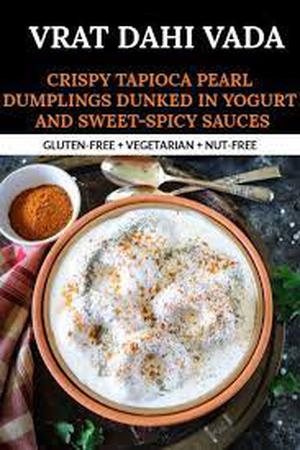 VRAT DAHI VADA
CRISPY TAPIOCA PEARL
DUMPLINGS DUNKED IN YOGURT
AND SWEET-SPICY SAUCES
GLUTEN-FREE + VEGETARIAN + NUT-FREE